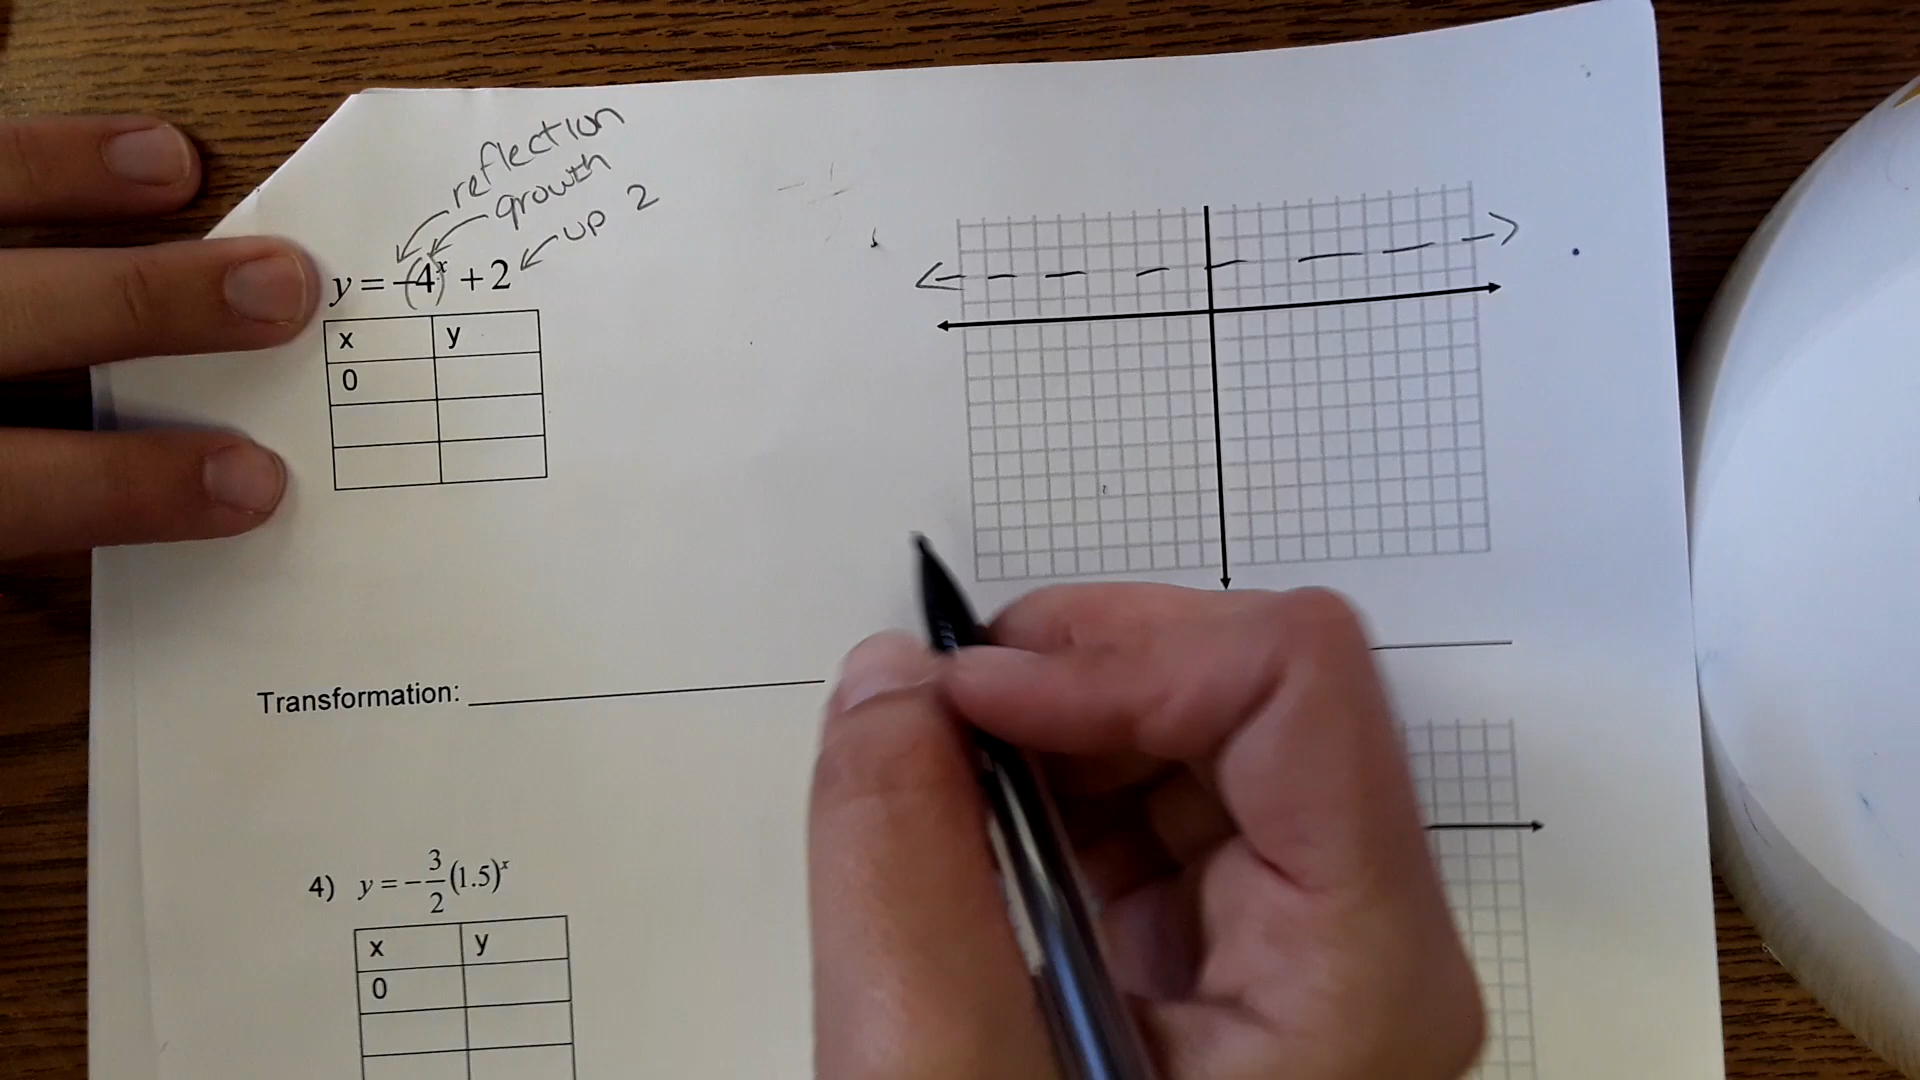 reflection
growth
up 2
y = -(4)^x + 2
x y
0
Transformation:
4) y = -3/2 (1.5)^x
x y
0